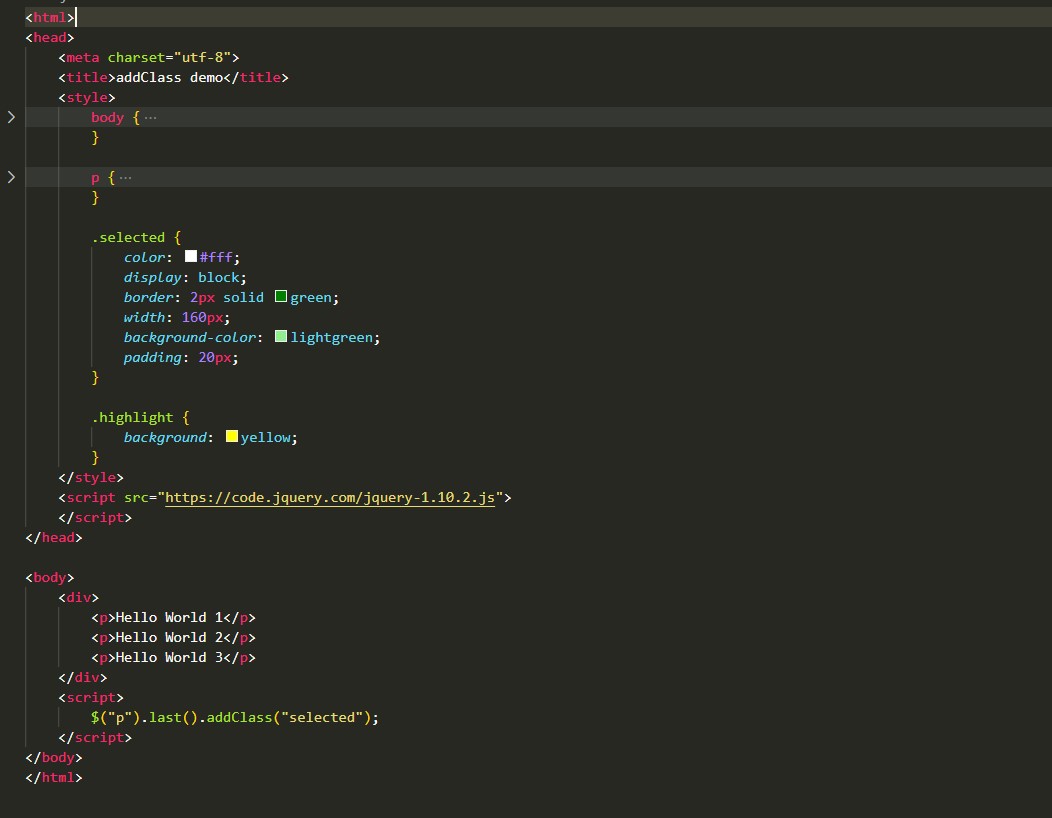 <html>
<head>
    <meta charset="utf-8">
    <title>addClass demo</title>
    <style>
        body { ···
        }

        p { ···
        }

        .selected {
            color: #fff;
            display: block;
            border: 2px solid green;
            width: 160px;
            background-color: lightgreen;
            padding: 20px;
        }

        .highlight {
            background: yellow;
        }
    </style>
    <script src="https://code.jquery.com/jquery-1.10.2.js">
    </script>
</head>

<body>
    <div>
        <p>Hello World 1</p>
        <p>Hello World 2</p>
        <p>Hello World 3</p>
    </div>
    <script>
        $("p").last().addClass("selected");
    </script>
</body>
</html>